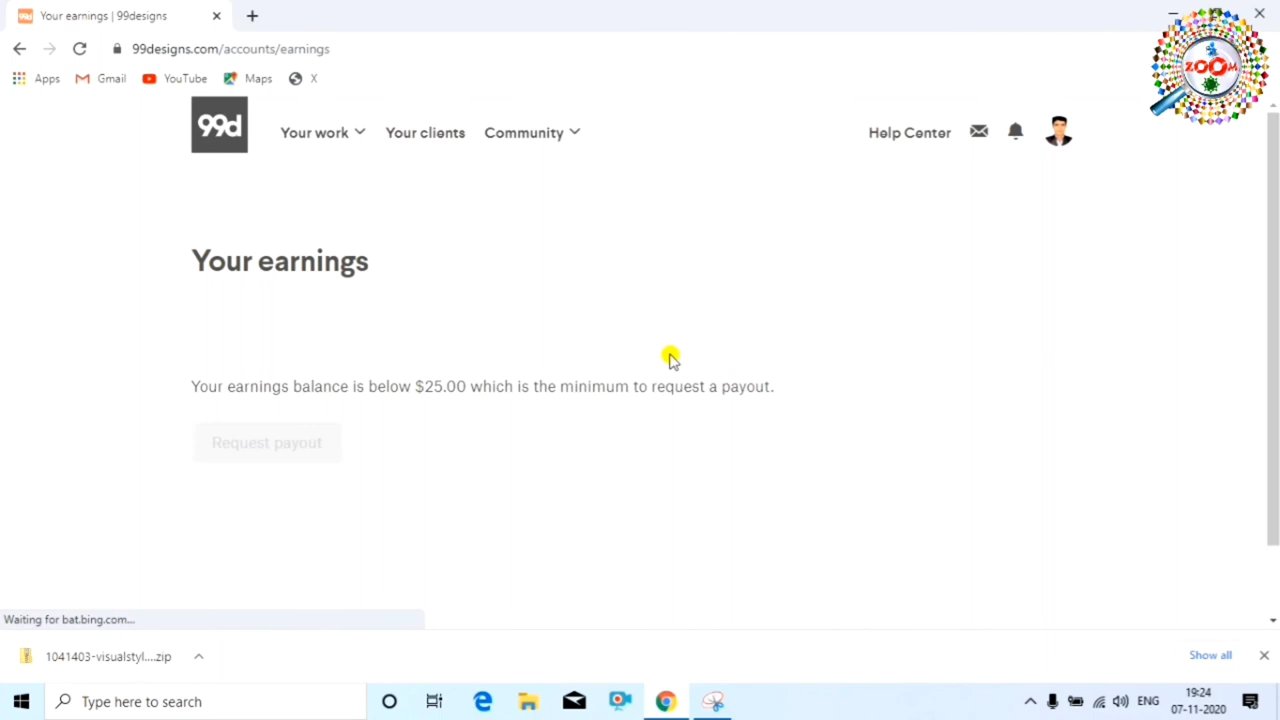 Your earnings | 99designs
99designs.com/accounts/earnings
Apps Gmail YouTube Maps X
ZOOM
99d Your work Your clients Community Help Center
Your earnings
Your earnings balance is below $25.00 which is the minimum to request a payout.
Request payout
Waiting for bat.bing.com...
1041403-visualstyl....zip Show all
Type here to search ENG 19:24
07-11-2020